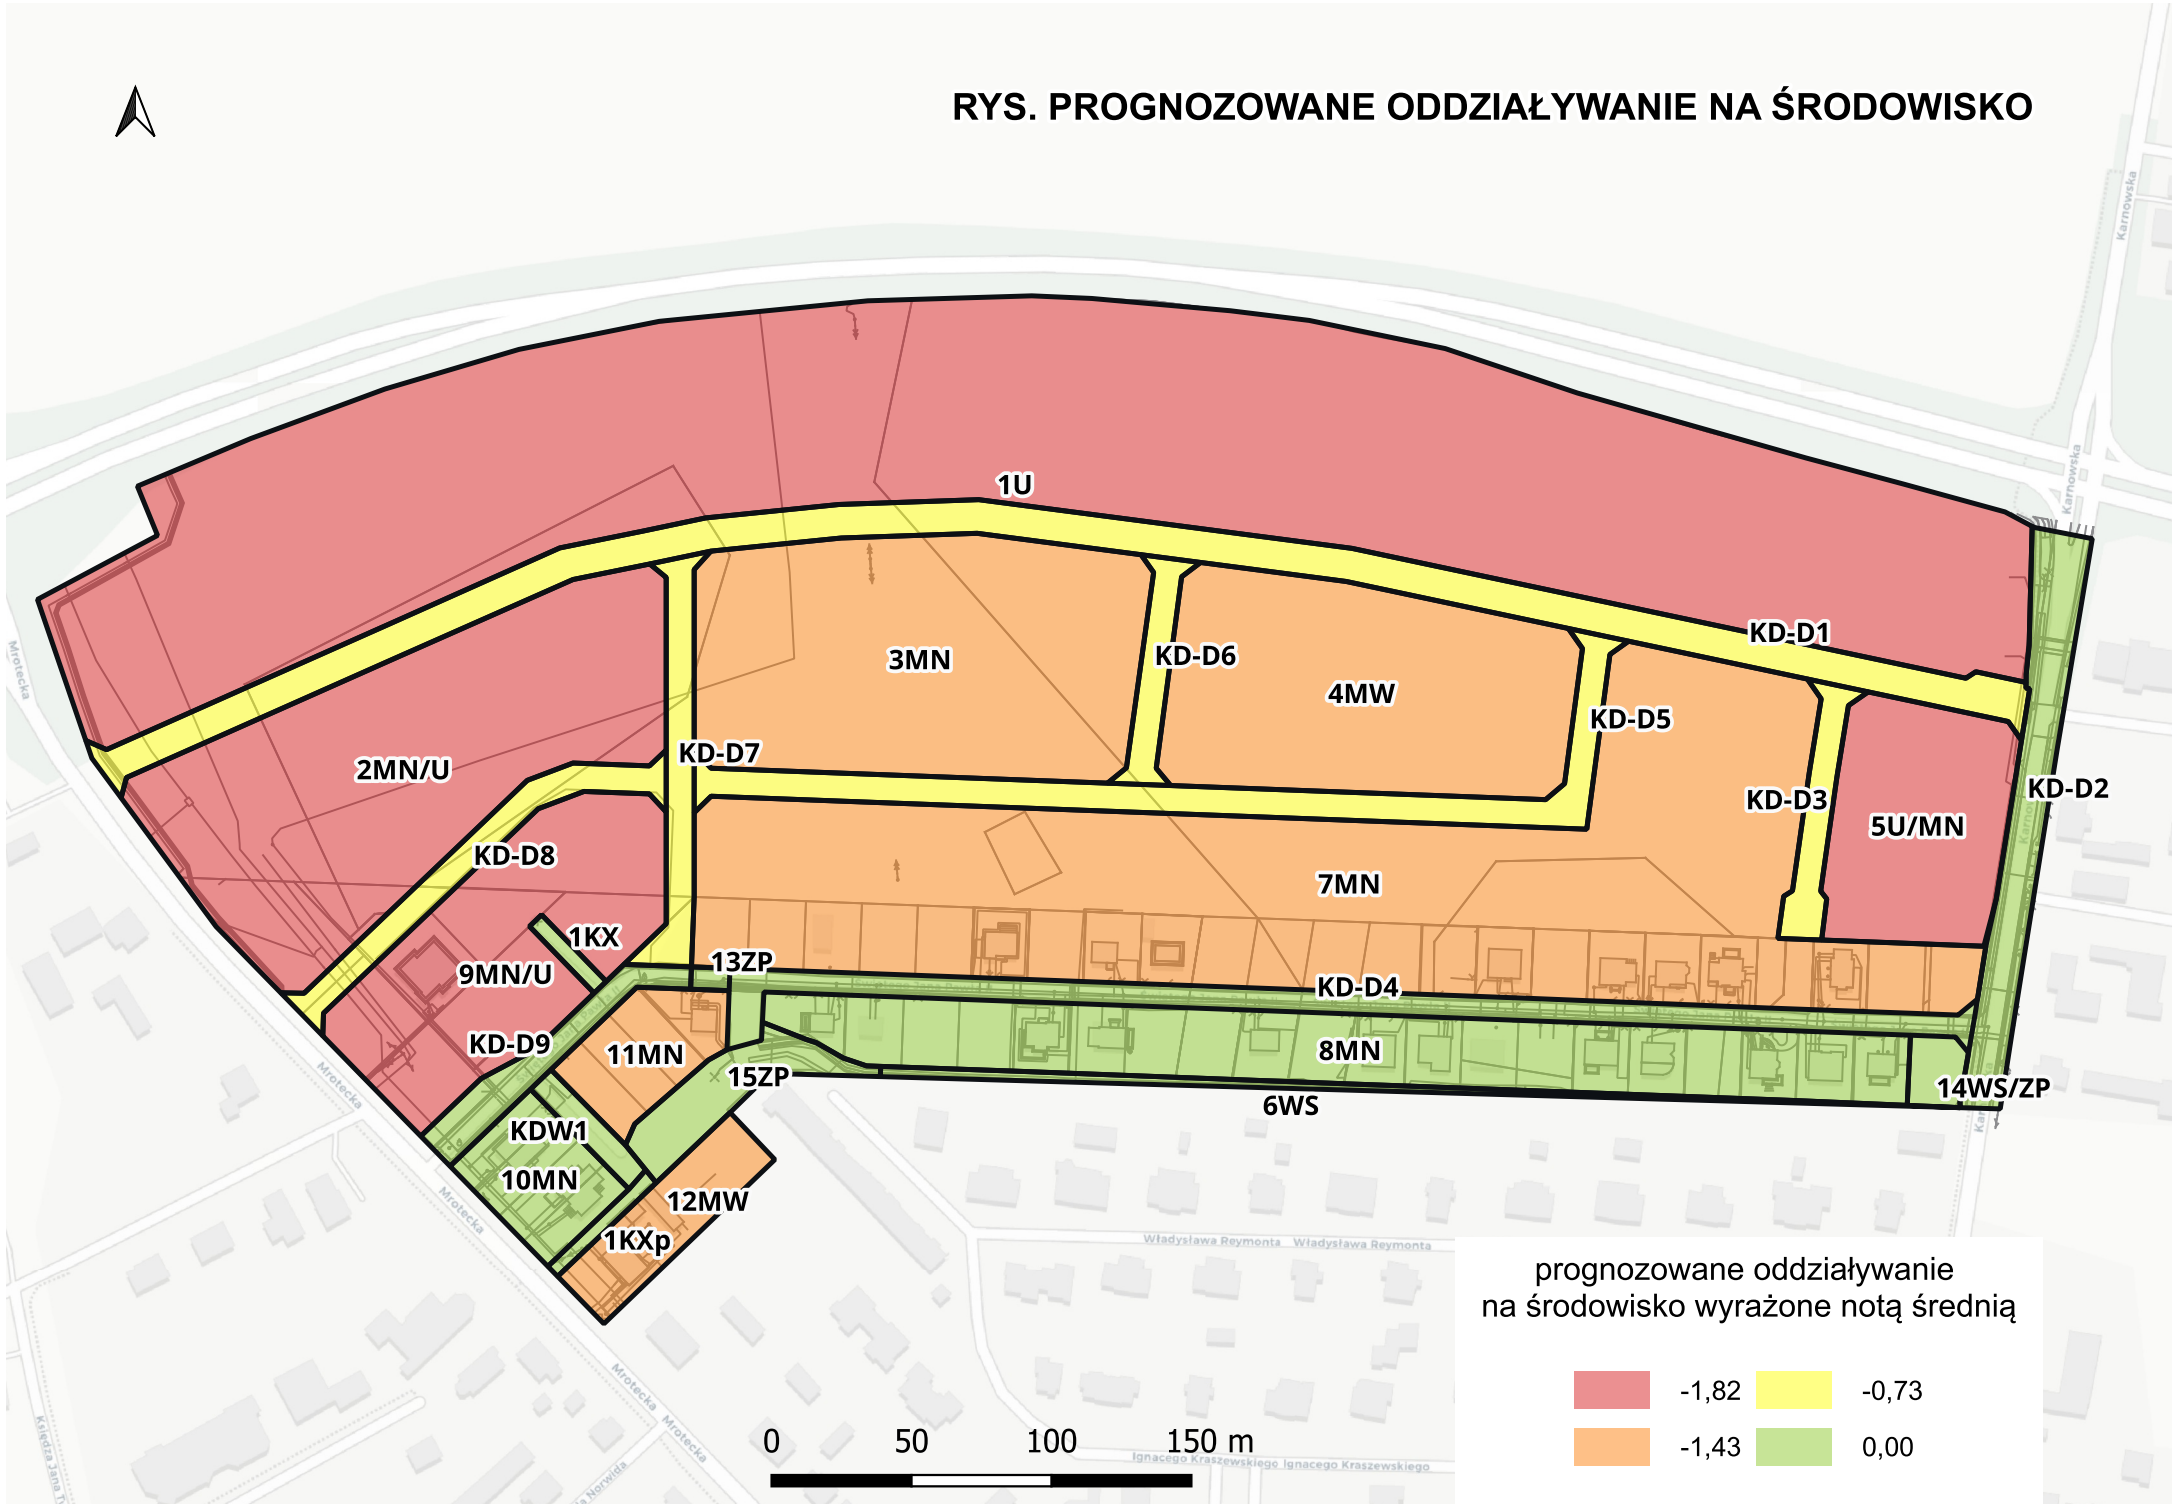 RYS. PROGNOZOWANE ODDZIAŁYWANIE NA ŚRODOWISKO
Karnowska
Karnowska
1U
KD-D1
3MN
KD-D6
4MW
KD-D5
Mrotecka
2MN/U
KD-D7
KD-D3
KD-D2
5U/MN
KD-D8
7MN
1KX
9MN/U
13ZP
KD-D4
KD-D9
11MN
8MN
15ZP
14WS/ZP
6WS
Mrotecka
KDW1
10MN
12MW
Mrotecka
1KXp
Władysława Reymonta Władysława Reymonta
prognozowane oddziaływanie
na środowisko wyrażone notą średnią
-1,82
-0,73
-1,43
0,00
Mrotecka
Mrotecka
Księdza Jana
Norwida
0 50 100 150 m
Ignacego Kraszewskiego Ignacego Kraszewskiego